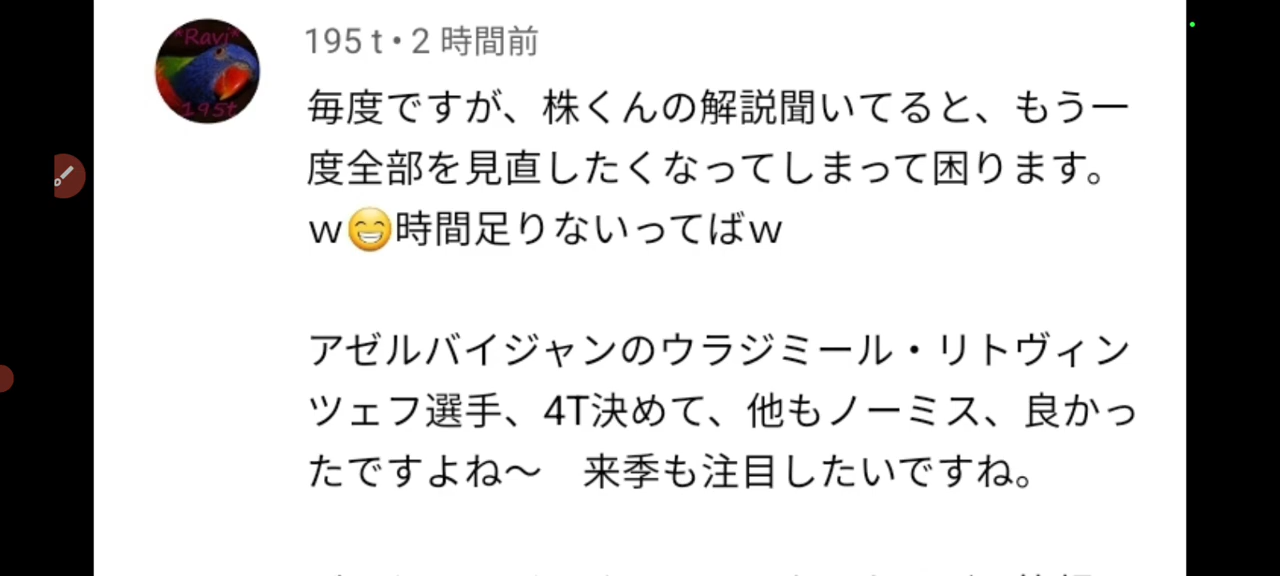 *Ravi*
195t
195 t • 2 時間前
毎度ですが、株くんの解説聞いてると、もう一
度全部を見直したくなってしまって困ります。
ｗ😁時間足りないってばｗ
アゼルバイジャンのウラジミール・リトヴィン
ツェフ選手、4T決めて、他もノーミス、良かっ
たですよね〜　来季も注目したいですね。